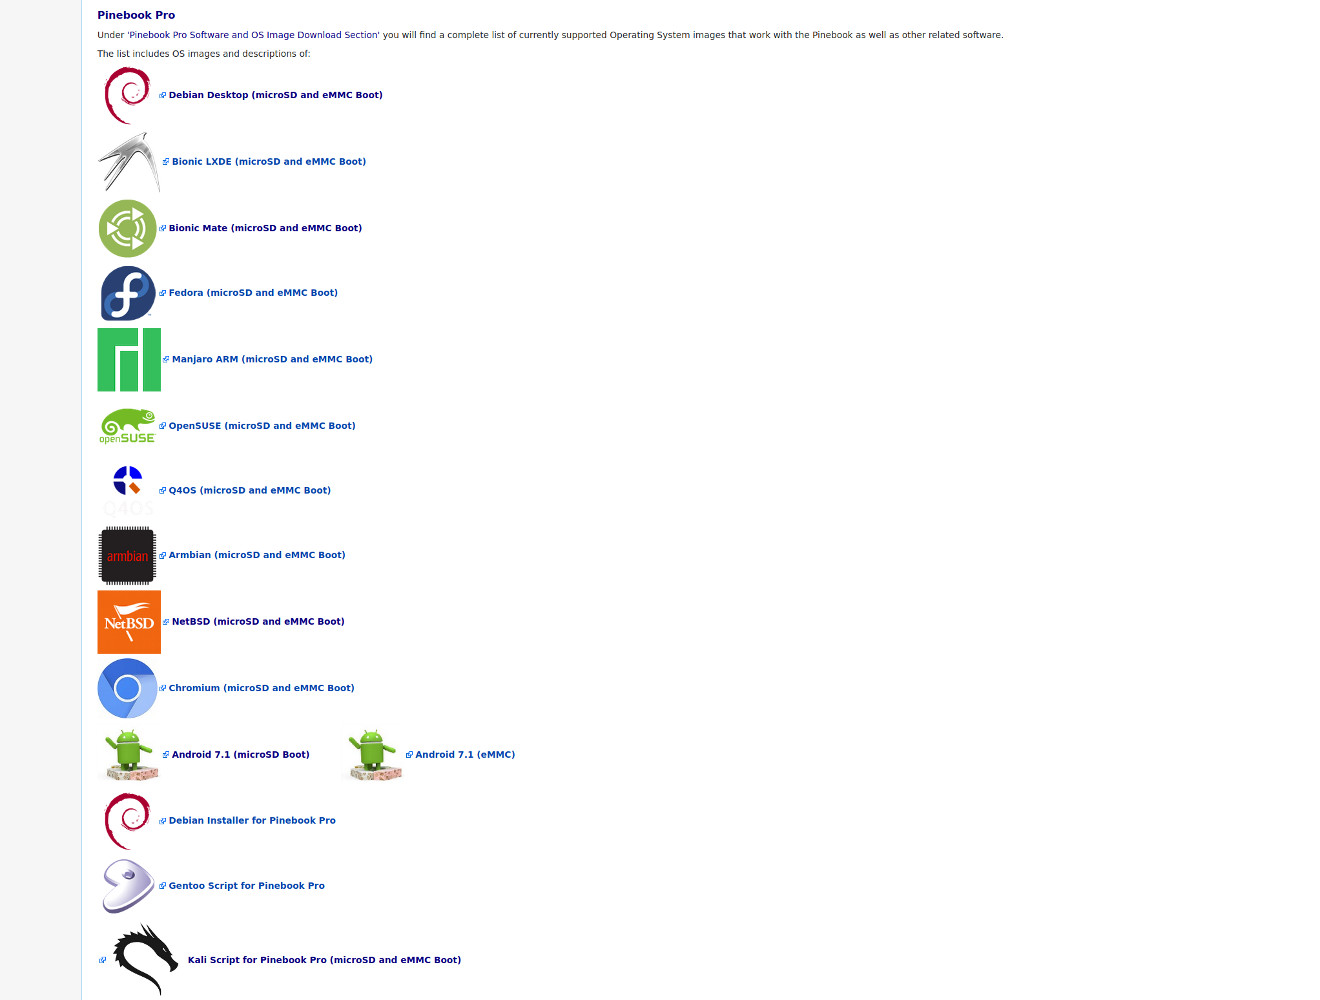 Pinebook Pro
Under 'Pinebook Pro Software and OS Image Download Section' you will find a complete list of currently supported Operating System images that work with the Pinebook as well as other related software.
The list includes OS images and descriptions of:
Debian Desktop (microSD and eMMC Boot)
Bionic LXDE (microSD and eMMC Boot)
Bionic Mate (microSD and eMMC Boot)
Fedora (microSD and eMMC Boot)
Manjaro ARM (microSD and eMMC Boot)
openSUSE OpenSUSE (microSD and eMMC Boot)
Q4OS (microSD and eMMC Boot)
Q4OS
armbian Armbian (microSD and eMMC Boot)
NetBSD NetBSD (microSD and eMMC Boot)
Chromium (microSD and eMMC Boot)
Android 7.1 (microSD Boot) Android 7.1 (eMMC)
Debian Installer for Pinebook Pro
Gentoo Script for Pinebook Pro
Kali Script for Pinebook Pro (microSD and eMMC Boot)